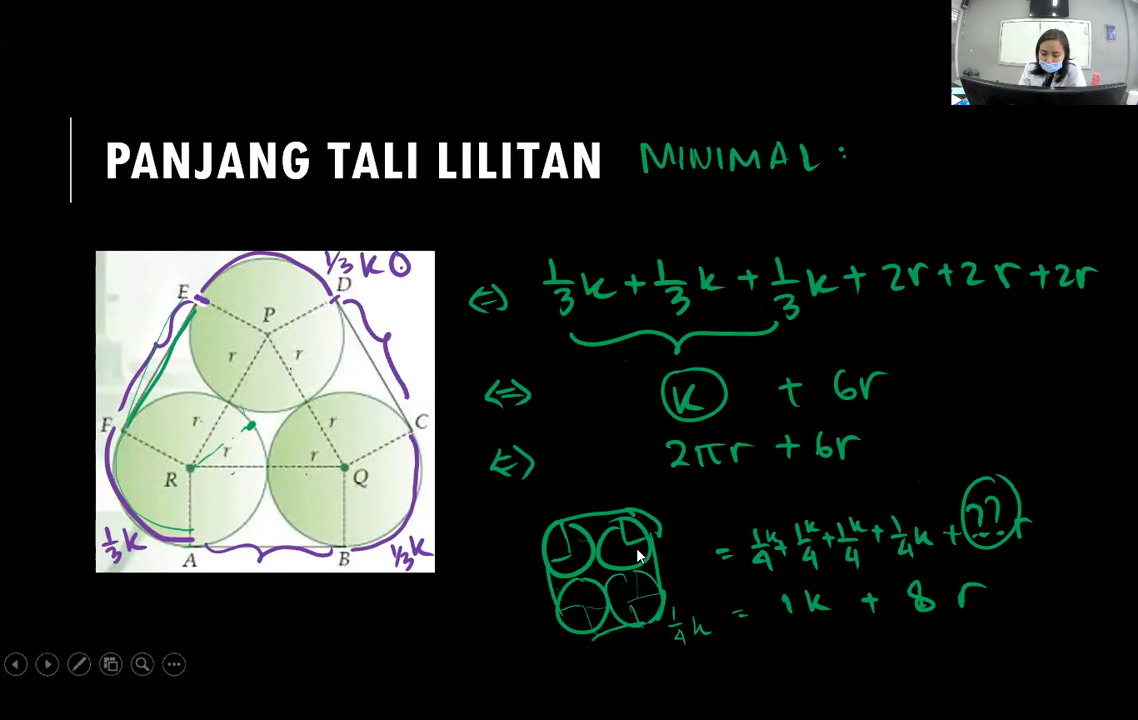 PANJANG TALI LILITAN MINIMAL :
1/3 k D
E D
P
r r
r r
F C
r r
R Q
1/3 k 1/3 k
A B
⇔ 1/3 k + 1/3 k + 1/3 k + 2r + 2r + 2r
⇔ k + 6r
⇔ 2πr + 6r
= 1/4 k + 1/4 k + 1/4 k + 1/4 k + ?? r
1/4 k
= 1k + 8 r